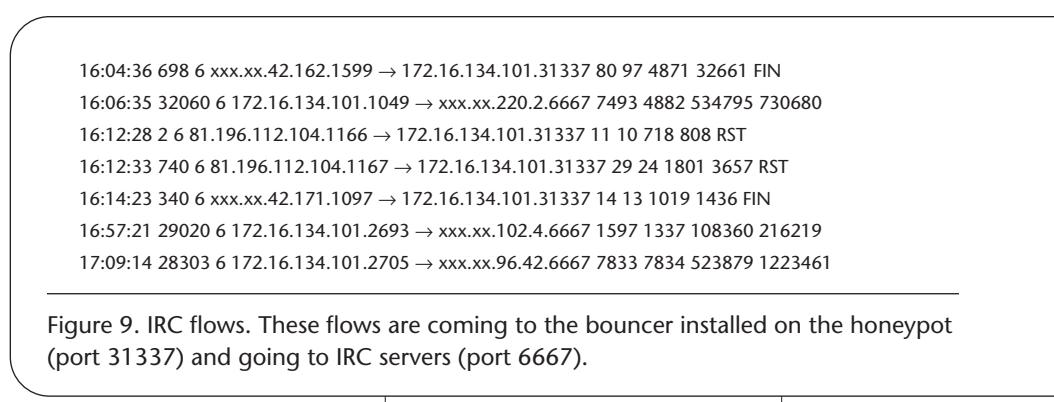 16:04:36 698 6 xxx.xx.42.162.1599 → 172.16.134.101.31337 80 97 4871 32661 FIN
16:06:35 32060 6 172.16.134.101.1049 → xxx.xx.220.2.6667 7493 4882 534795 730680
16:12:28 2 6 81.196.112.104.1166 → 172.16.134.101.31337 11 10 718 808 RST
16:12:33 740 6 81.196.112.104.1167 → 172.16.134.101.31337 29 24 1801 3657 RST
16:14:23 340 6 xxx.xx.42.171.1097 → 172.16.134.101.31337 14 13 1019 1436 FIN
16:57:21 29020 6 172.16.134.101.2693 → xxx.xx.102.4.6667 1597 1337 108360 216219
17:09:14 28303 6 172.16.134.101.2705 → xxx.xx.96.42.6667 7833 7834 523879 1223461
Figure 9. IRC flows. These flows are coming to the bouncer installed on the honeypot
(port 31337) and going to IRC servers (port 6667).